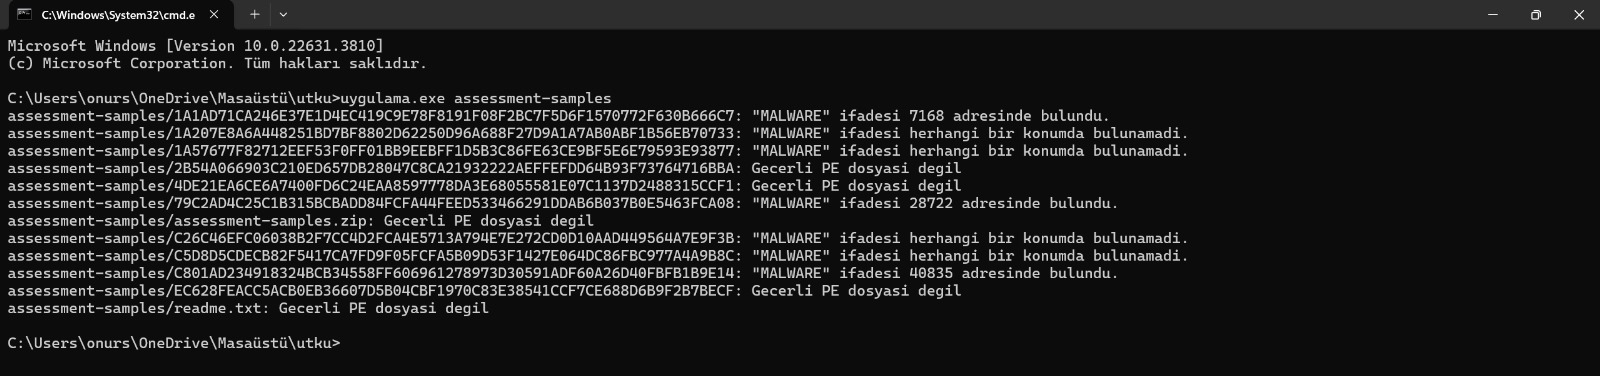 C:\Windows\System32\cmd.e
Microsoft Windows [Version 10.0.22631.3810]
(c) Microsoft Corporation. Tüm hakları saklıdır.
C:\Users\onurs\OneDrive\Masaüstü\utku>uygulama.exe assessment-samples
assessment-samples/1A1AD71CA246E37E1D4EC419C9E78F8191F08F2BC7F5D6F1570772F630B666C7: "MALWARE" ifadesi 7168 adresinde bulundu.
assessment-samples/1A207E8A6A448251BD7BF8802D62250D96A688F27D9A1A7AB0ABF1B56EB70733: "MALWARE" ifadesi herhangi bir konumda bulunamadi.
assessment-samples/1A57677F82712EEF53F0FF01BB9EEBFF1D5B3C86FE63CE9BF5E6E79593E93877: "MALWARE" ifadesi herhangi bir konumda bulunamadi.
assessment-samples/2B54A066903C210ED657DB28047C8CA21932222AEFFEFDD64B93F73764716BBA: Gecerli PE dosyasi degil
assessment-samples/4DE21EA6CE6A7400FD6C24EAA8597778DA3E68055581E07C1137D2488315CCF1: Gecerli PE dosyasi degil
assessment-samples/79C2AD4C25C1B315BCBADD84FCFA44FEED533466291DDAB6B037B0E5463FCA08: "MALWARE" ifadesi 28722 adresinde bulundu.
assessment-samples/assessment-samples.zip: Gecerli PE dosyasi degil
assessment-samples/C26C46EFC06038B2F7CC4D2FCA4E5713A794E7E272CD0D10AAD449564A7E9F3B: "MALWARE" ifadesi herhangi bir konumda bulunamadi.
assessment-samples/C5D8D5CDECB82F5417CA7FD9F05FCFA5B09D53F1427E064DC86FBC977A4A9B8C: "MALWARE" ifadesi herhangi bir konumda bulunamadi.
assessment-samples/C801AD234918324BCB34558FF606961278973D30591ADF60A26D40FBFB1B9E14: "MALWARE" ifadesi 40835 adresinde bulundu.
assessment-samples/EC628FEACC5ACB0EB36607D5B04CBF1970C83E38541CCF7CE688D6B9F2B7BECF: Gecerli PE dosyasi degil
assessment-samples/readme.txt: Gecerli PE dosyasi degil
C:\Users\onurs\OneDrive\Masaüstü\utku>